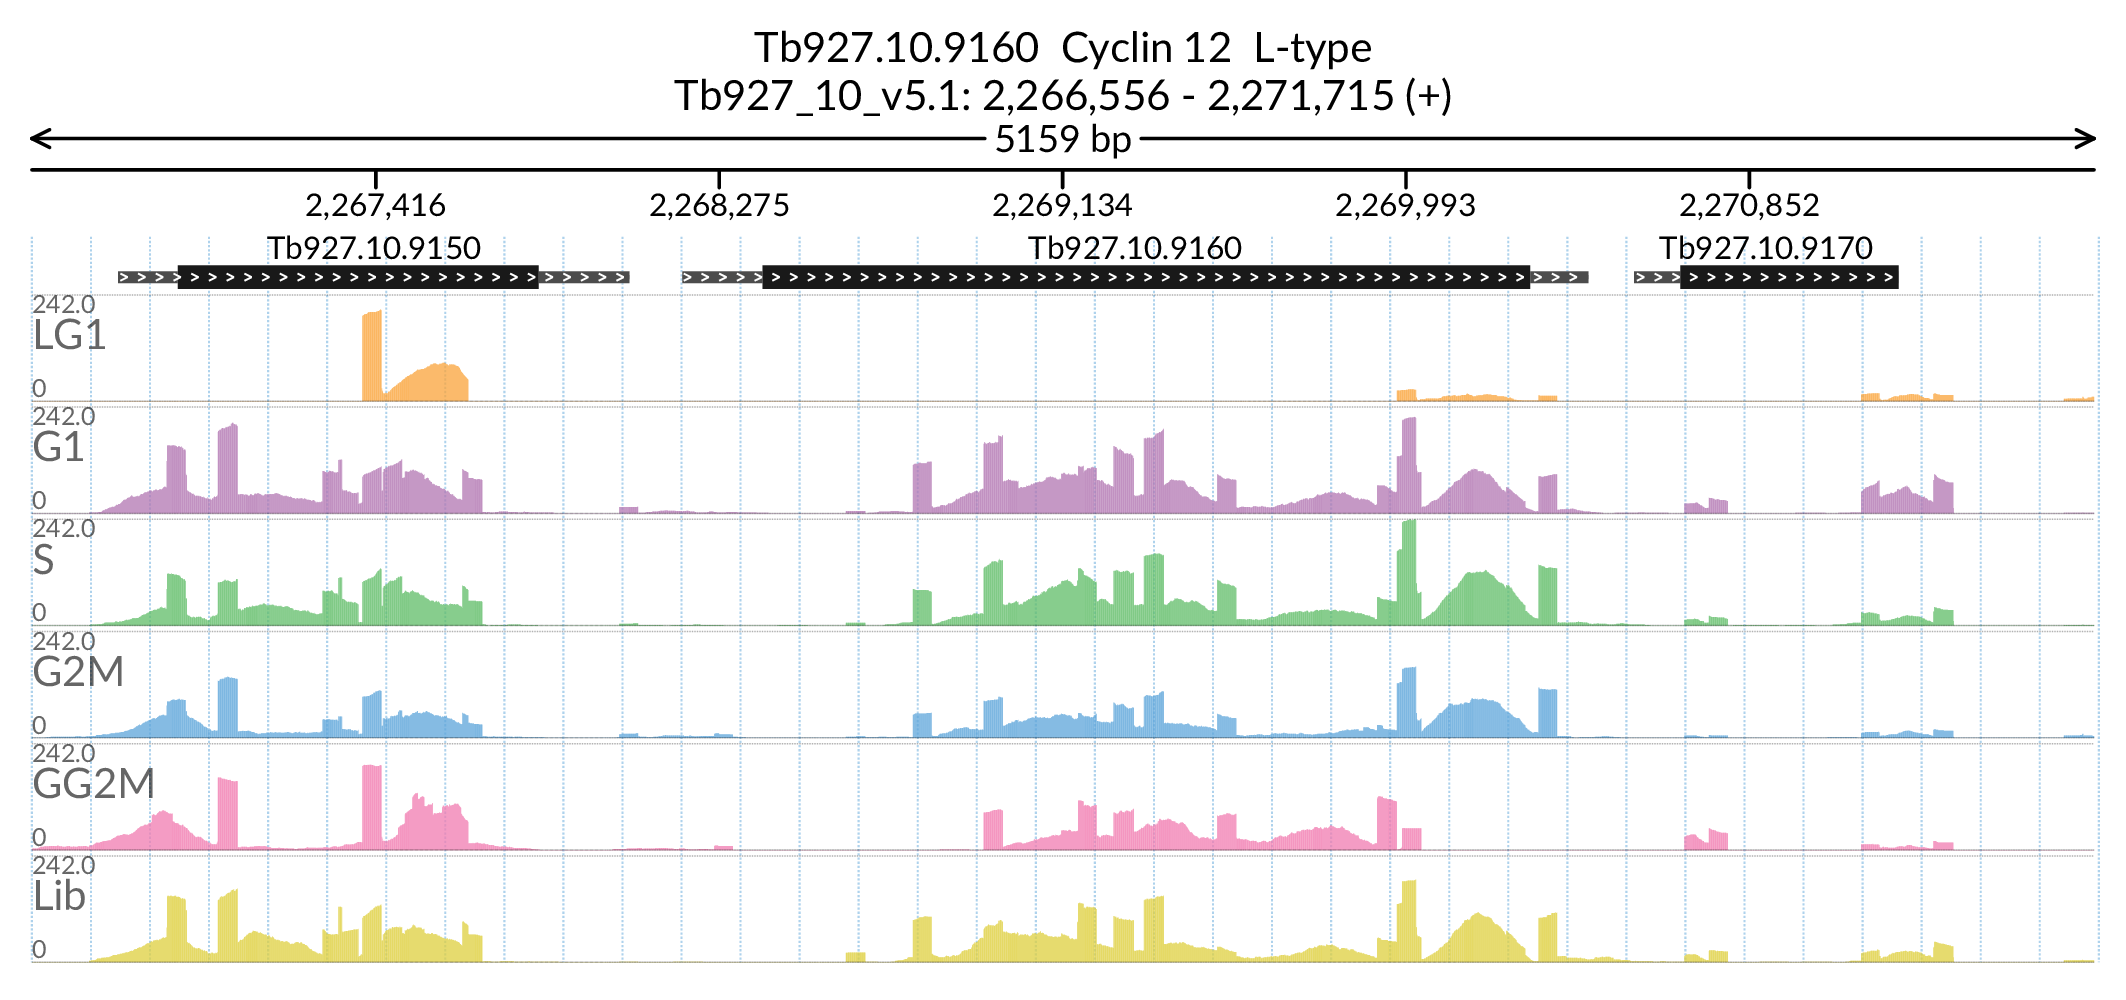 Tb927.10.9160 Cyclin 12 L-type
Tb927_10_v5.1: 2,266,556 - 2,271,715 (+)
5159 bp
2,267,416 2,268,275 2,269,134 2,269,993 2,270,852
Tb927.10.9150 Tb927.10.9160 Tb927.10.9170
242.0
LG1
0
242.0
G1
0
242.0
S
0
242.0
G2M
0
242.0
GG2M
0
242.0
Lib
0